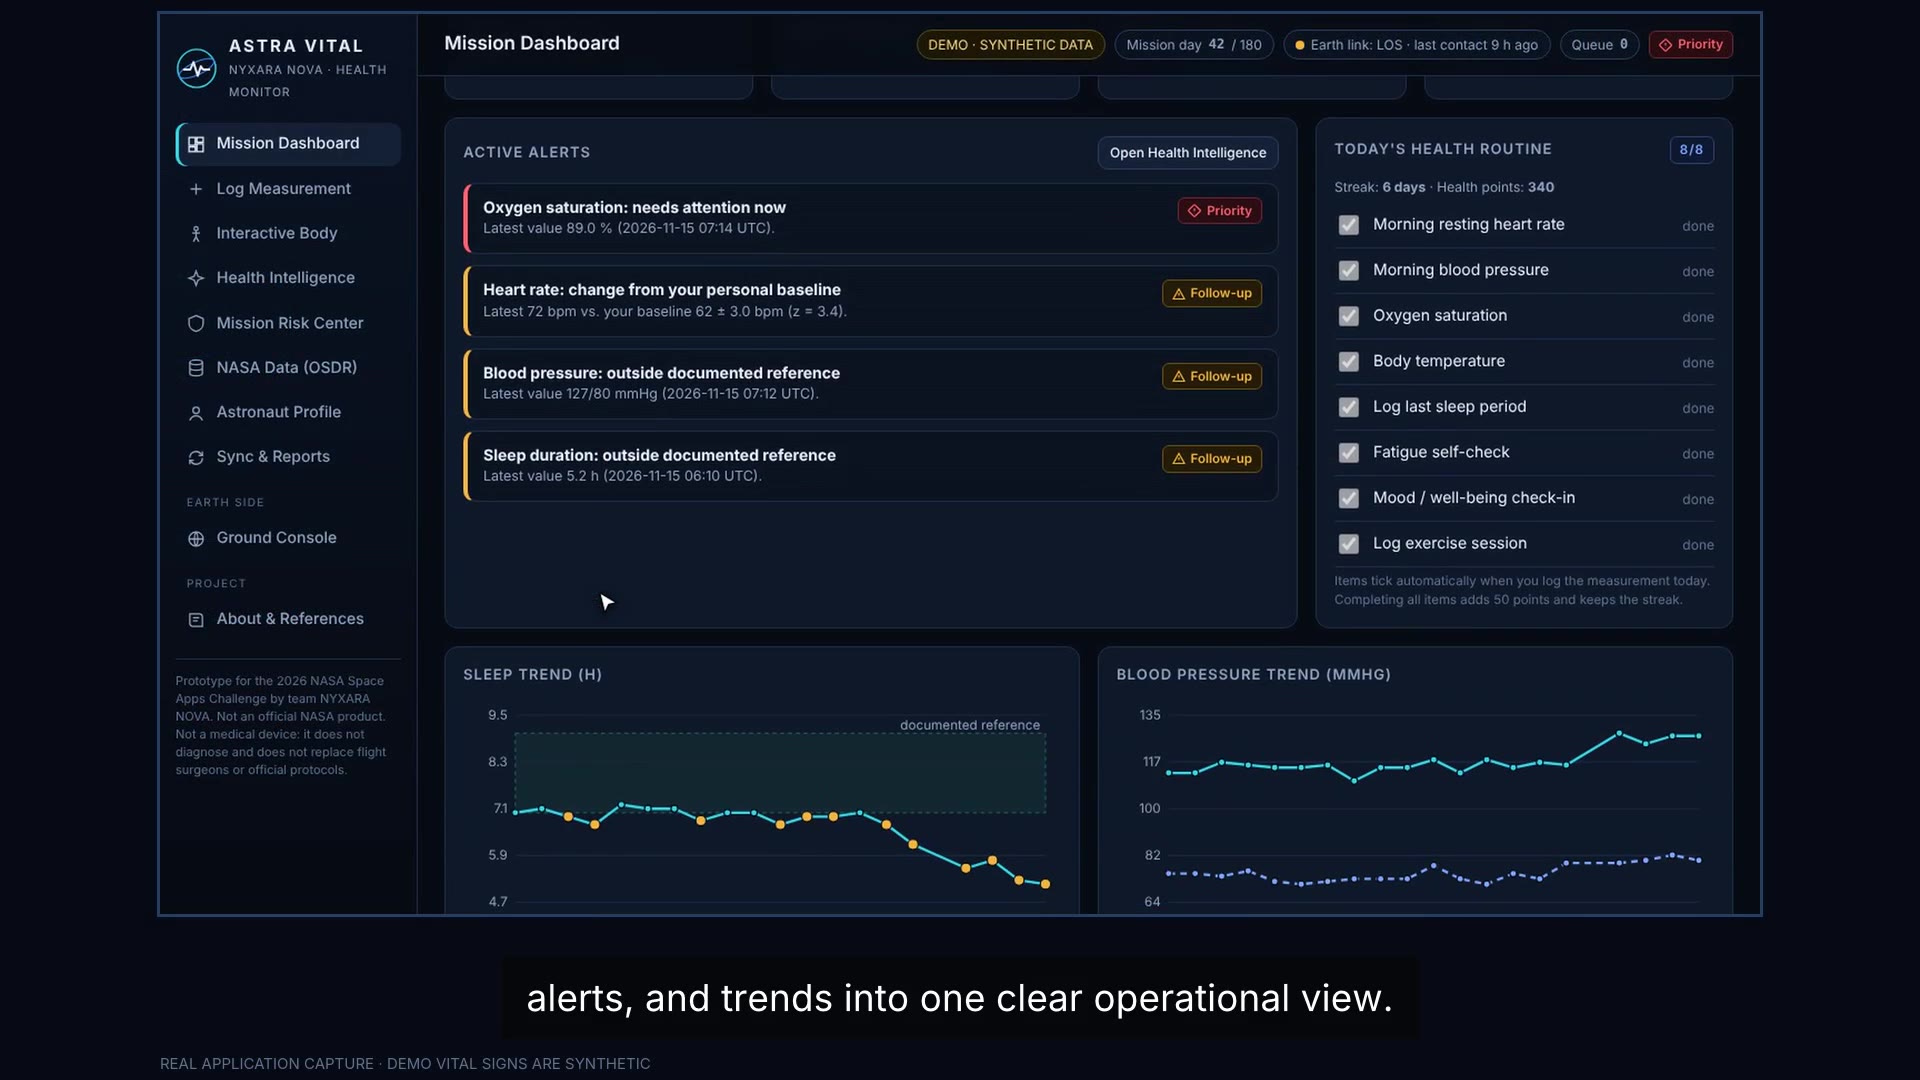 ASTRA VITAL
NYXARA NOVA · HEALTH
MONITOR
Mission Dashboard
Log Measurement
Interactive Body
Health Intelligence
Mission Risk Center
NASA Data (OSDR)
Astronaut Profile
Sync & Reports
EARTH SIDE
Ground Console
PROJECT
About & References
Prototype for the 2026 NASA Space
Apps Challenge by team NYXARA
NOVA. Not an official NASA product.
Not a medical device: it does not
diagnose and does not replace flight
surgeons or official protocols.
Mission Dashboard
DEMO · SYNTHETIC DATA
Mission day 42 / 180
Earth link: LOS · last contact 9 h ago
Queue 0
Priority
ACTIVE ALERTS
Open Health Intelligence
Oxygen saturation: needs attention now
Latest value 89.0 % (2026-11-15 07:14 UTC).
Priority
Heart rate: change from your personal baseline
Latest 72 bpm vs. your baseline 62 ± 3.0 bpm (z = 3.4).
Follow-up
Blood pressure: outside documented reference
Latest value 127/80 mmHg (2026-11-15 07:12 UTC).
Follow-up
Sleep duration: outside documented reference
Latest value 5.2 h (2026-11-15 06:10 UTC).
Follow-up
TODAY'S HEALTH ROUTINE
8/8
Streak: 6 days · Health points: 340
Morning resting heart rate done
Morning blood pressure done
Oxygen saturation done
Body temperature done
Log last sleep period done
Fatigue self-check done
Mood / well-being check-in done
Log exercise session done
Items tick automatically when you log the measurement today.
Completing all items adds 50 points and keeps the streak.
SLEEP TREND (H)
documented reference
9.5
8.3
7.1
5.9
4.7
BLOOD PRESSURE TREND (MMHG)
135
117
100
82
64
alerts, and trends into one clear operational view.
REAL APPLICATION CAPTURE · DEMO VITAL SIGNS ARE SYNTHETIC